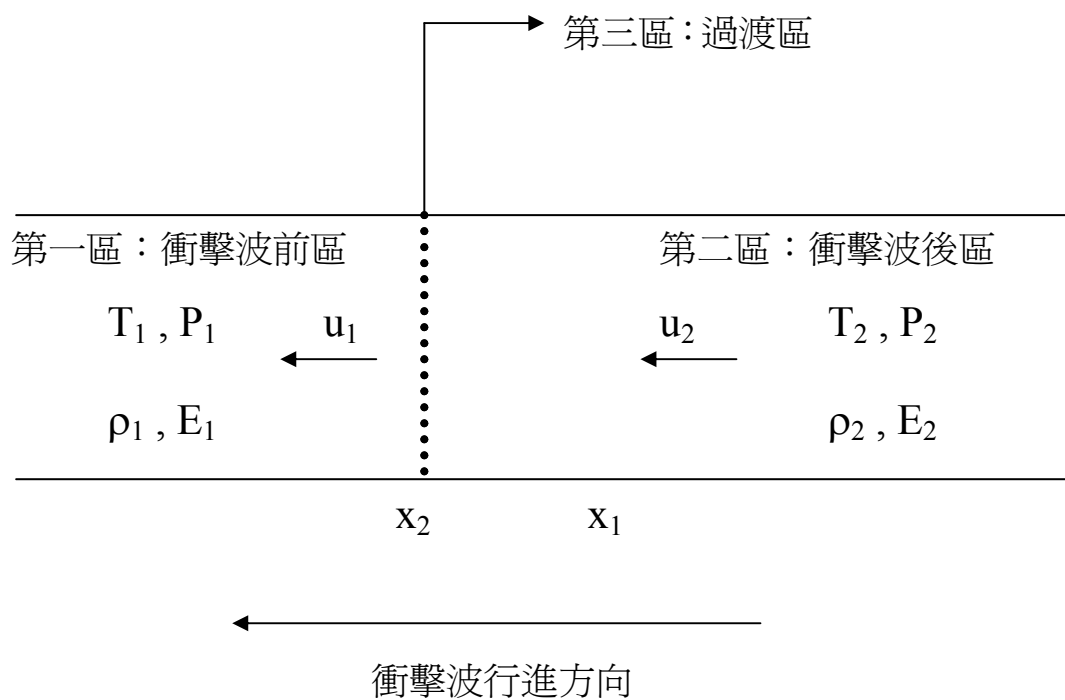 第三區：過渡區
第一區：衝擊波前區
第二區：衝擊波後區
T₁ , P₁
u₁
u₂
T₂ , P₂
ρ₁ , E₁
ρ₂ , E₂
x₂
x₁
衝擊波行進方向